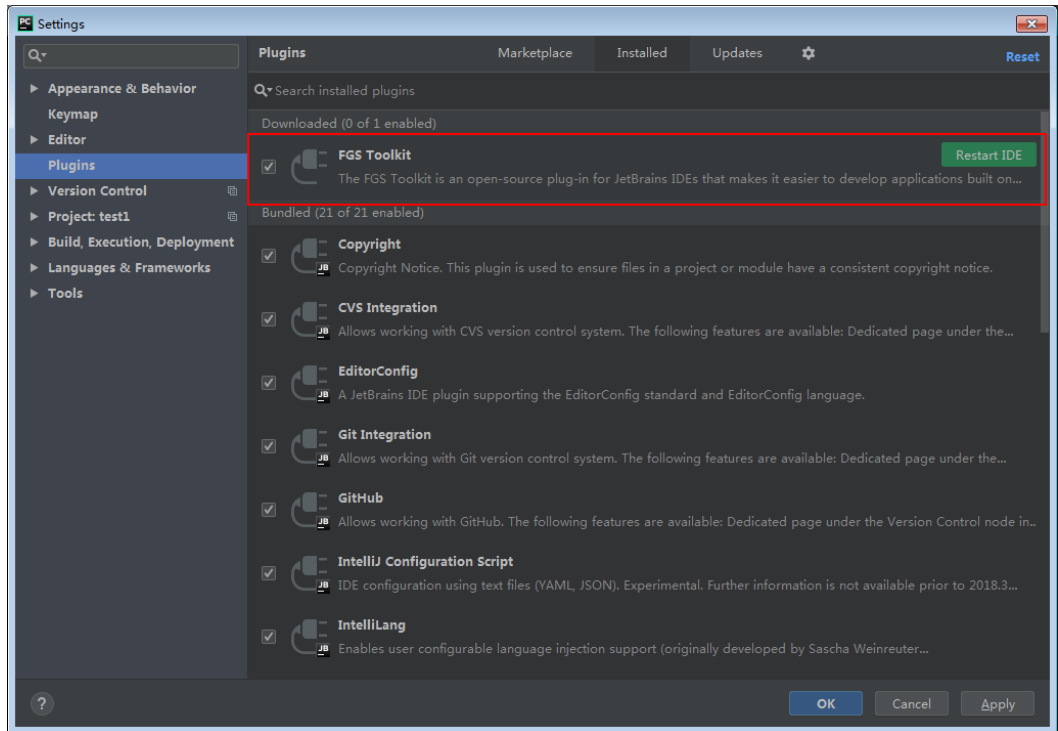 PC
Settings
Plugins
Marketplace
Installed
Updates
Reset
Appearance & Behavior
Keymap
Editor
Plugins
Version Control
Project: test1
Build, Execution, Deployment
Languages & Frameworks
Tools
Search installed plugins
Downloaded (0 of 1 enabled)
FGS Toolkit
Restart IDE
The FGS Toolkit is an open-source plug-in for JetBrains IDEs that makes it easier to develop applications built on...
Bundled (21 of 21 enabled)
Copyright
JB
Copyright Notice. This plugin is used to ensure files in a project or module have a consistent copyright notice.
CVS Integration
JB
Allows working with CVS version control system. The following features are available: Dedicated page under the...
EditorConfig
JB
A JetBrains IDE plugin supporting the EditorConfig standard and EditorConfig language.
Git Integration
JB
Allows working with Git version control system. The following features are available: Dedicated page under the...
GitHub
JB
Allows working with GitHub. The following features are available: Dedicated page under the Version Control node in..
IntelliJ Configuration Script
JB
IDE configuration using text files (YAML, JSON). Experimental. Further information is not available prior to 2018.3...
IntelliLang
JB
Enables user configurable language injection support (originally developed by Sascha Weinreuter...
?
OK
Cancel
Apply